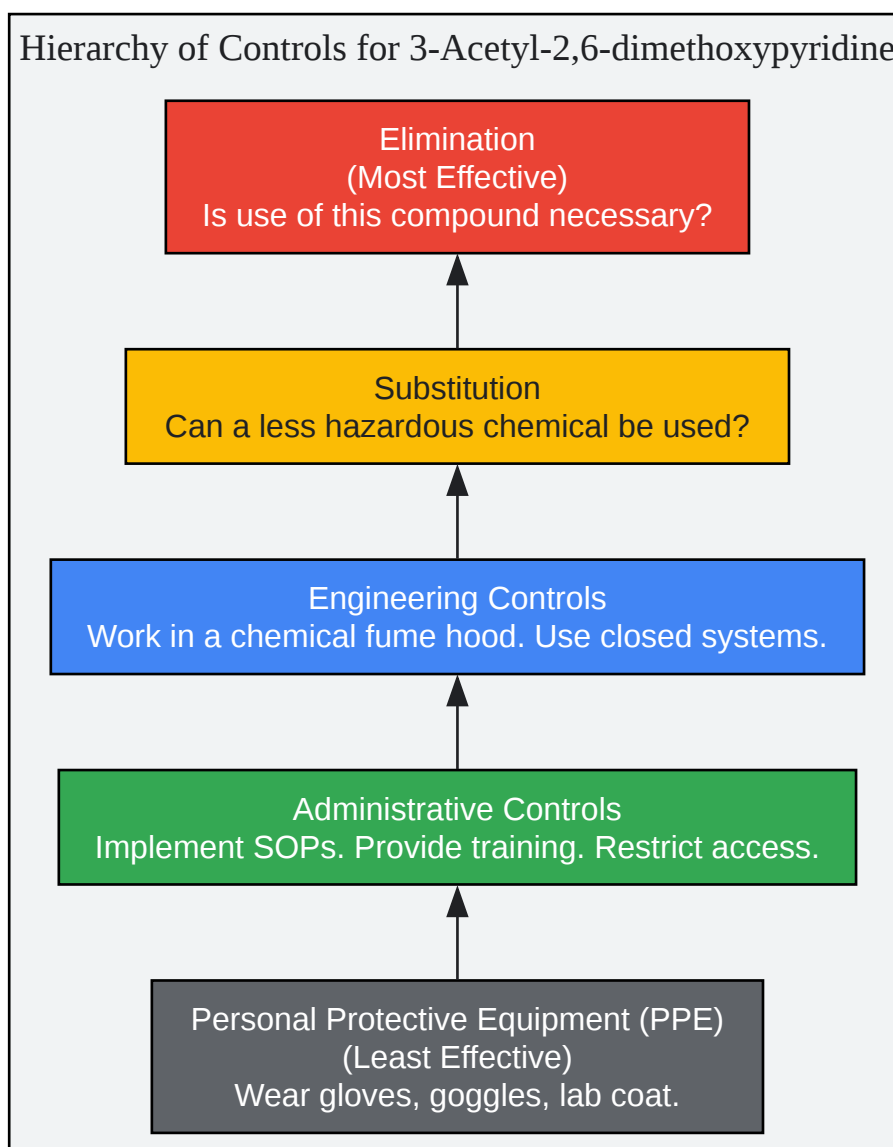 Hierarchy of Controls for 3-Acetyl-2,6-dimethoxypyridine
Elimination
(Most Effective)
Is use of this compound necessary?
Substitution
Can a less hazardous chemical be used?
Engineering Controls
Work in a chemical fume hood. Use closed systems.
Administrative Controls
Implement SOPs. Provide training. Restrict access.
Personal Protective Equipment (PPE)
(Least Effective)
Wear gloves, goggles, lab coat.